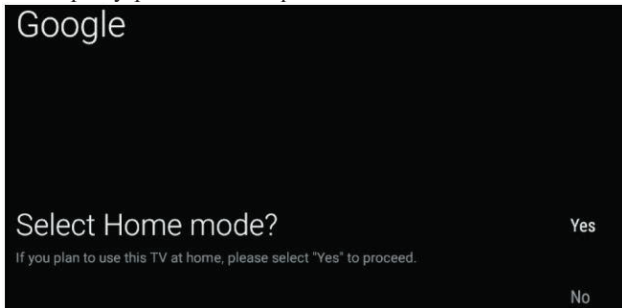 Google
Select Home mode?
Yes
If you plan to use this TV at home, please select "Yes" to proceed.
No